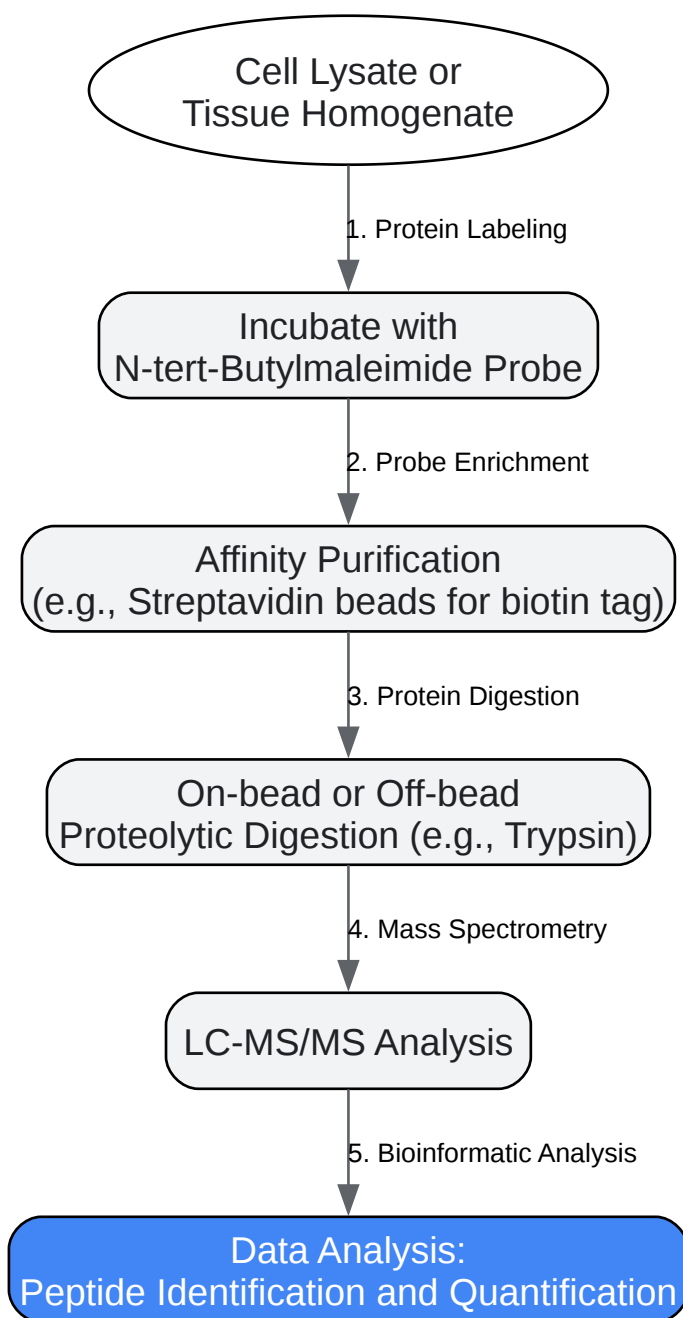 Cell Lysate or
Tissue Homogenate
1. Protein Labeling
Incubate with
N-tert-Butylmaleimide Probe
2. Probe Enrichment
Affinity Purification
(e.g., Streptavidin beads for biotin tag)
3. Protein Digestion
On-bead or Off-bead
Proteolytic Digestion (e.g., Trypsin)
4. Mass Spectrometry
LC-MS/MS Analysis
5. Bioinformatic Analysis
Data Analysis:
Peptide Identification and Quantification